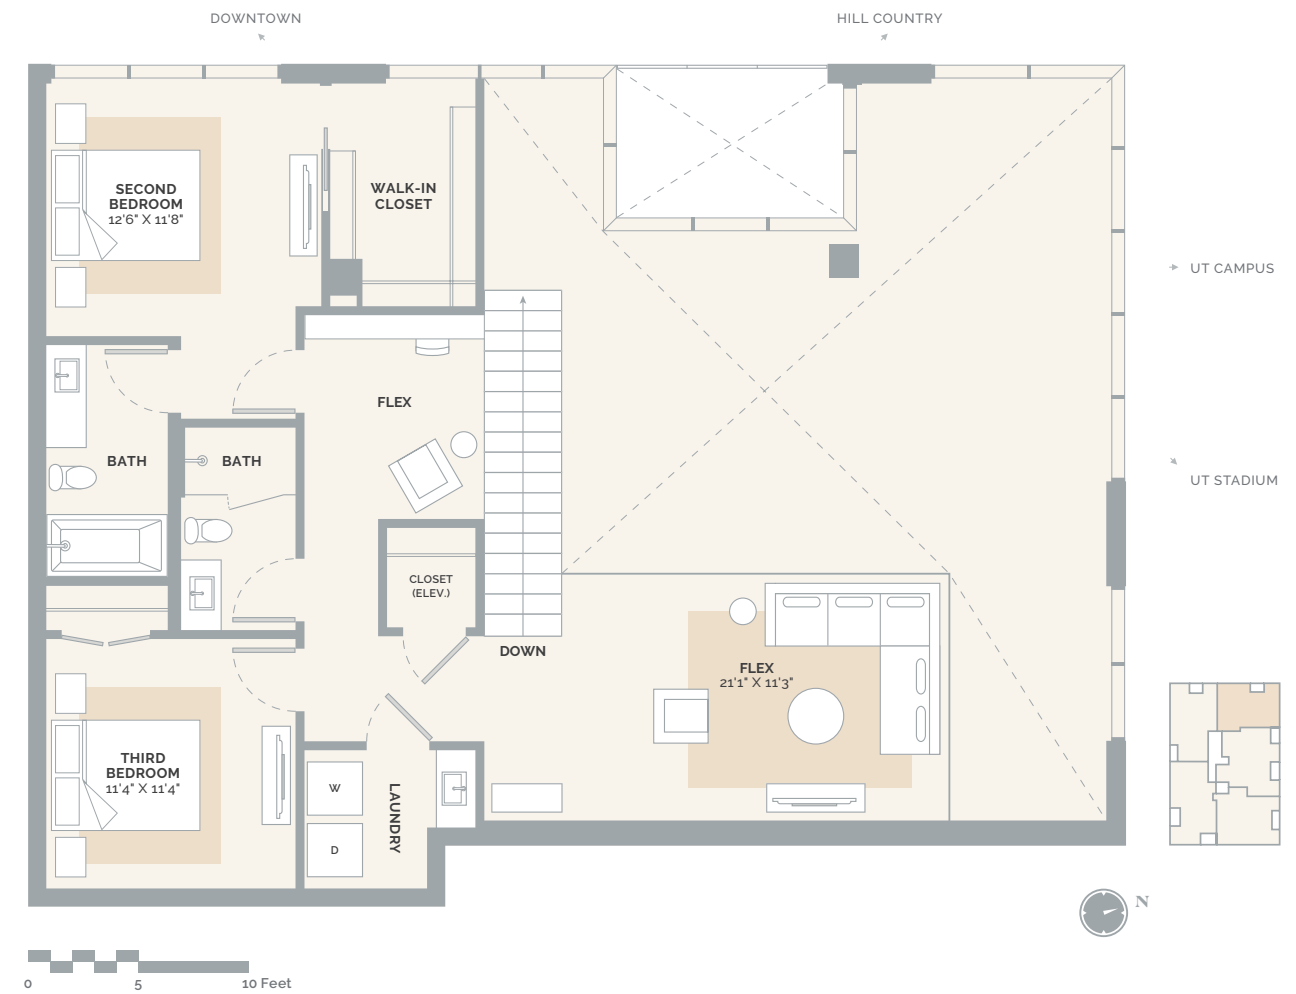 DOWNTOWN
HILL COUNTRY
SECOND
BEDROOM
12'6" X 11'8"
WALK-IN
CLOSET
UT CAMPUS
FLEX
BATH
BATH
UT STADIUM
CLOSET
(ELEV.)
DOWN
FLEX
21'1" X 11'3"
THIRD
BEDROOM
11'4" X 11'4"
W
D
LAUNDRY
N
0
5
10 Feet